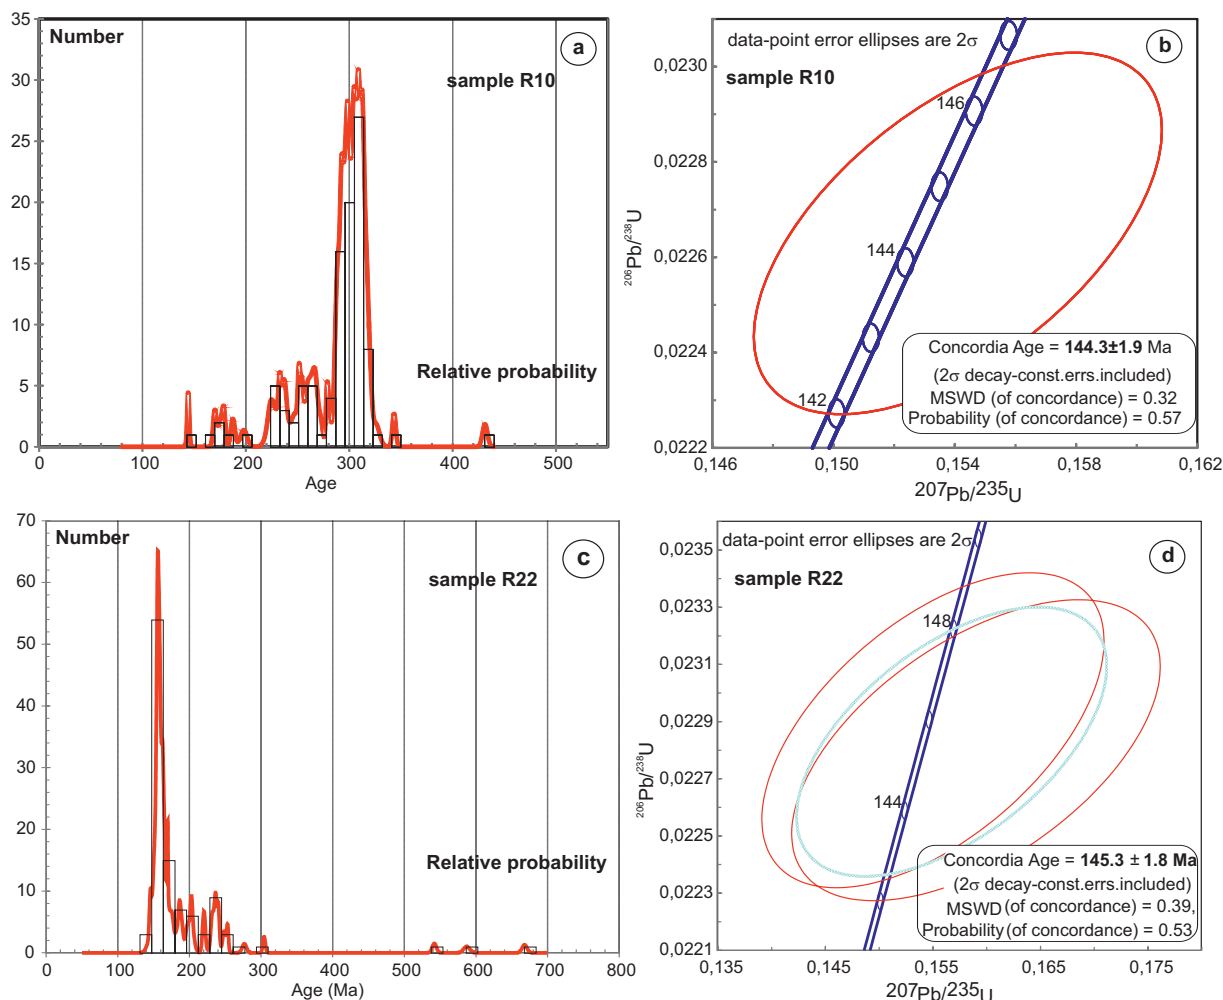 35
30
25
20
15
10
5
0
Number
a
sample R10
Relative probability
0
100
200
300
400
500
Age
data-point error ellipses are 2σ
b
sample R10
0,0230
0,0228
0,0226
0,0224
0,0222
206Pb/238U
146
144
142
Concordia Age = 144.3±1.9 Ma
(2σ decay-const.errs.included)
MSWD (of concordance) = 0.32
Probability (of concordance) = 0.57
0,146
0,150
0,154
0,158
0,162
207Pb/235U
70
60
50
40
30
20
10
0
Number
c
sample R22
Relative probability
0
100
200
300
400
500
600
700
800
Age (Ma)
data-point error ellipses are 2σ
d
sample R22
0,0235
0,0233
0,0231
0,0229
0,0227
0,0225
0,0223
0,0221
206Pb/238U
148
144
Concordia Age = 145.3 ± 1.8 Ma
(2σ decay-const.errs.included)
MSWD (of concordance) = 0.39,
Probability (of concordance) = 0.53
0,135
0,145
0,155
0,165
0,175
207Pb/235U